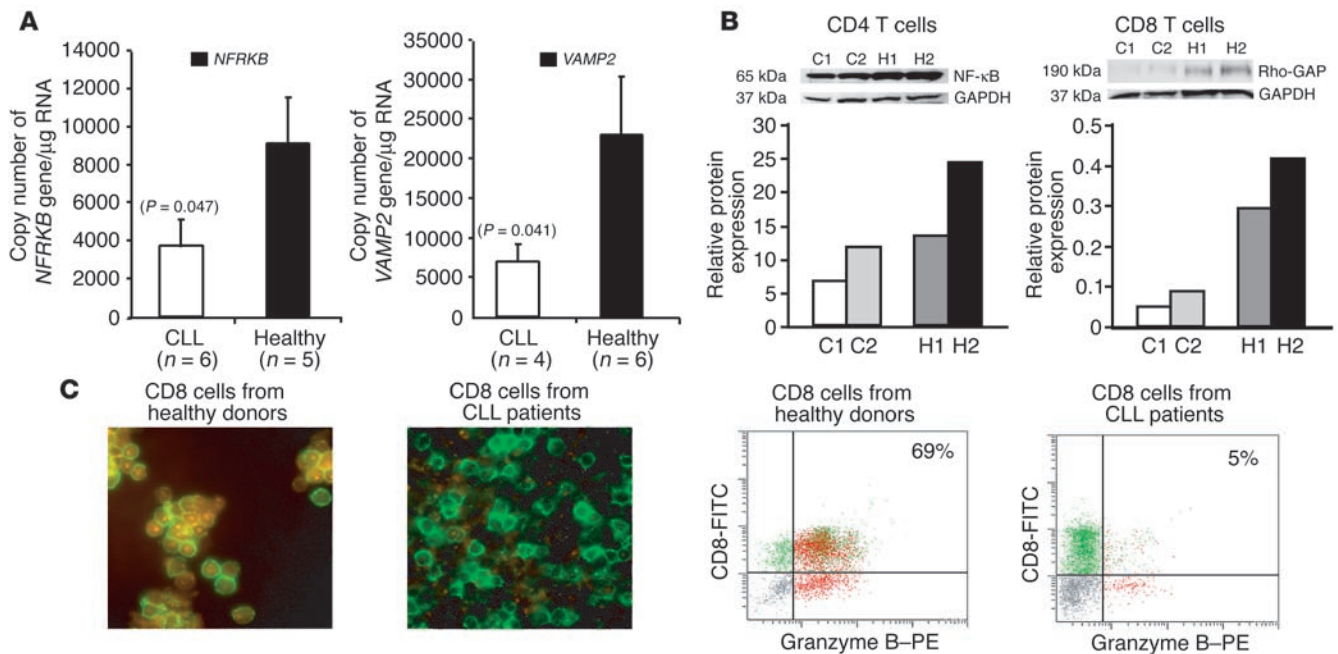 A
14000
12000
10000
8000
6000
4000
2000
0
Copy number of
NFRKB gene/µg RNA
NFRKB
(P = 0.047)
CLL
(n = 6)
Healthy
(n = 5)
35000
30000
25000
20000
15000
10000
5000
0
Copy number of
VAMP2 gene/µg RNA
VAMP2
(P = 0.041)
CLL
(n = 4)
Healthy
(n = 6)
B
CD4 T cells
C1 C2 H1 H2
65 kDa NF-κB
37 kDa GAPDH
30
25
20
15
10
5
0
Relative protein
expression
C1 C2 H1 H2
CD8 T cells
C1 C2 H1 H2
190 kDa Rho-GAP
37 kDa GAPDH
0.5
0.4
0.3
0.2
0.1
0
Relative protein
expression
C1 C2 H1 H2
C
CD8 cells from
healthy donors
CD8 cells from
CLL patients
CD8 cells from
healthy donors
69%
CD8-FITC
Granzyme B–PE
CD8 cells from
CLL patients
5%
CD8-FITC
Granzyme B–PE